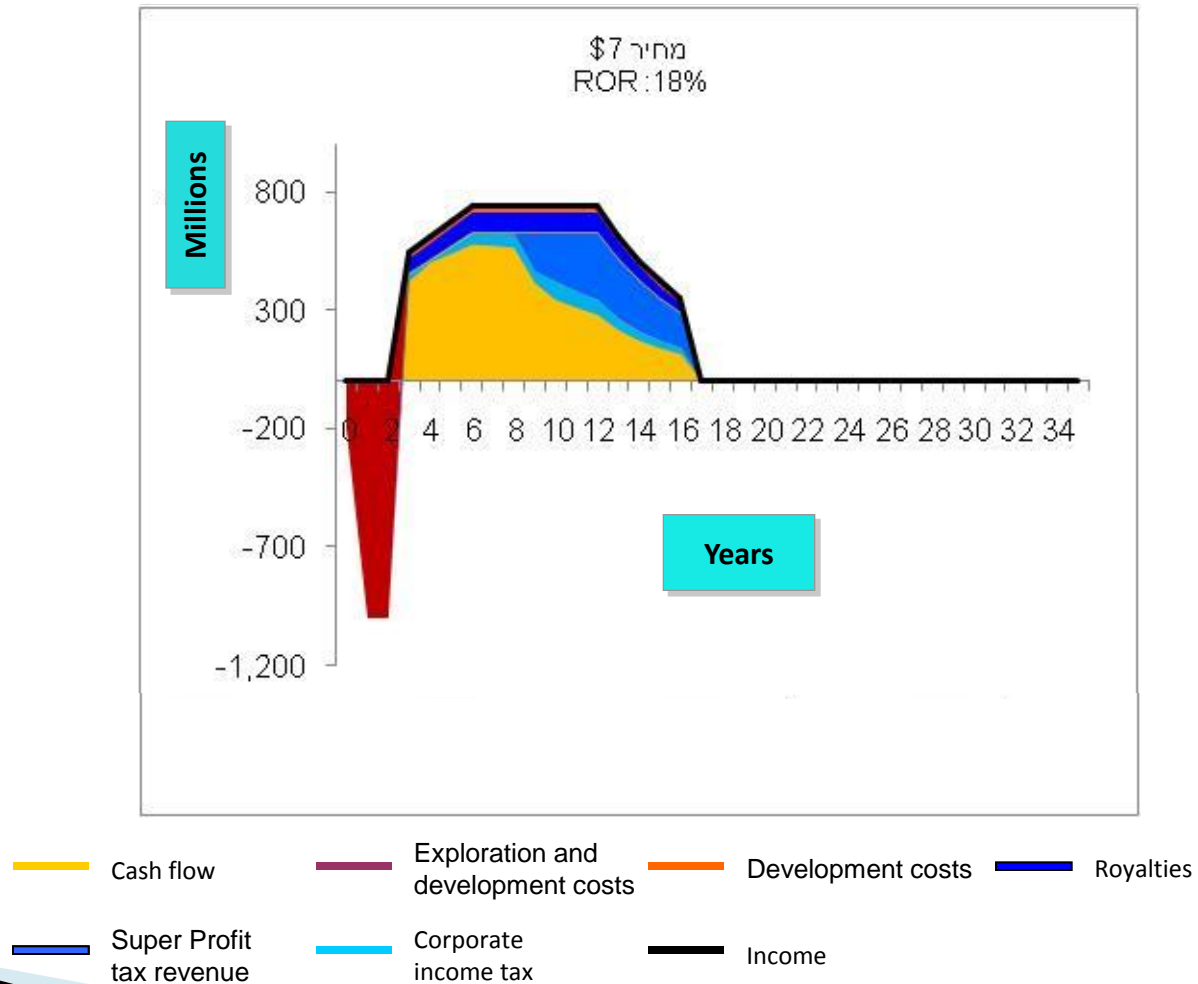 מחיר 7$
ROR:18%
Millions
800
300
-200
-700
-1,200
0 2 4 6 8 10 12 14 16 18 20 22 24 26 28 30 32 34
Years
Cash flow
Exploration and
development costs
Development costs
Royalties
Super Profit
tax revenue
Corporate
income tax
Income